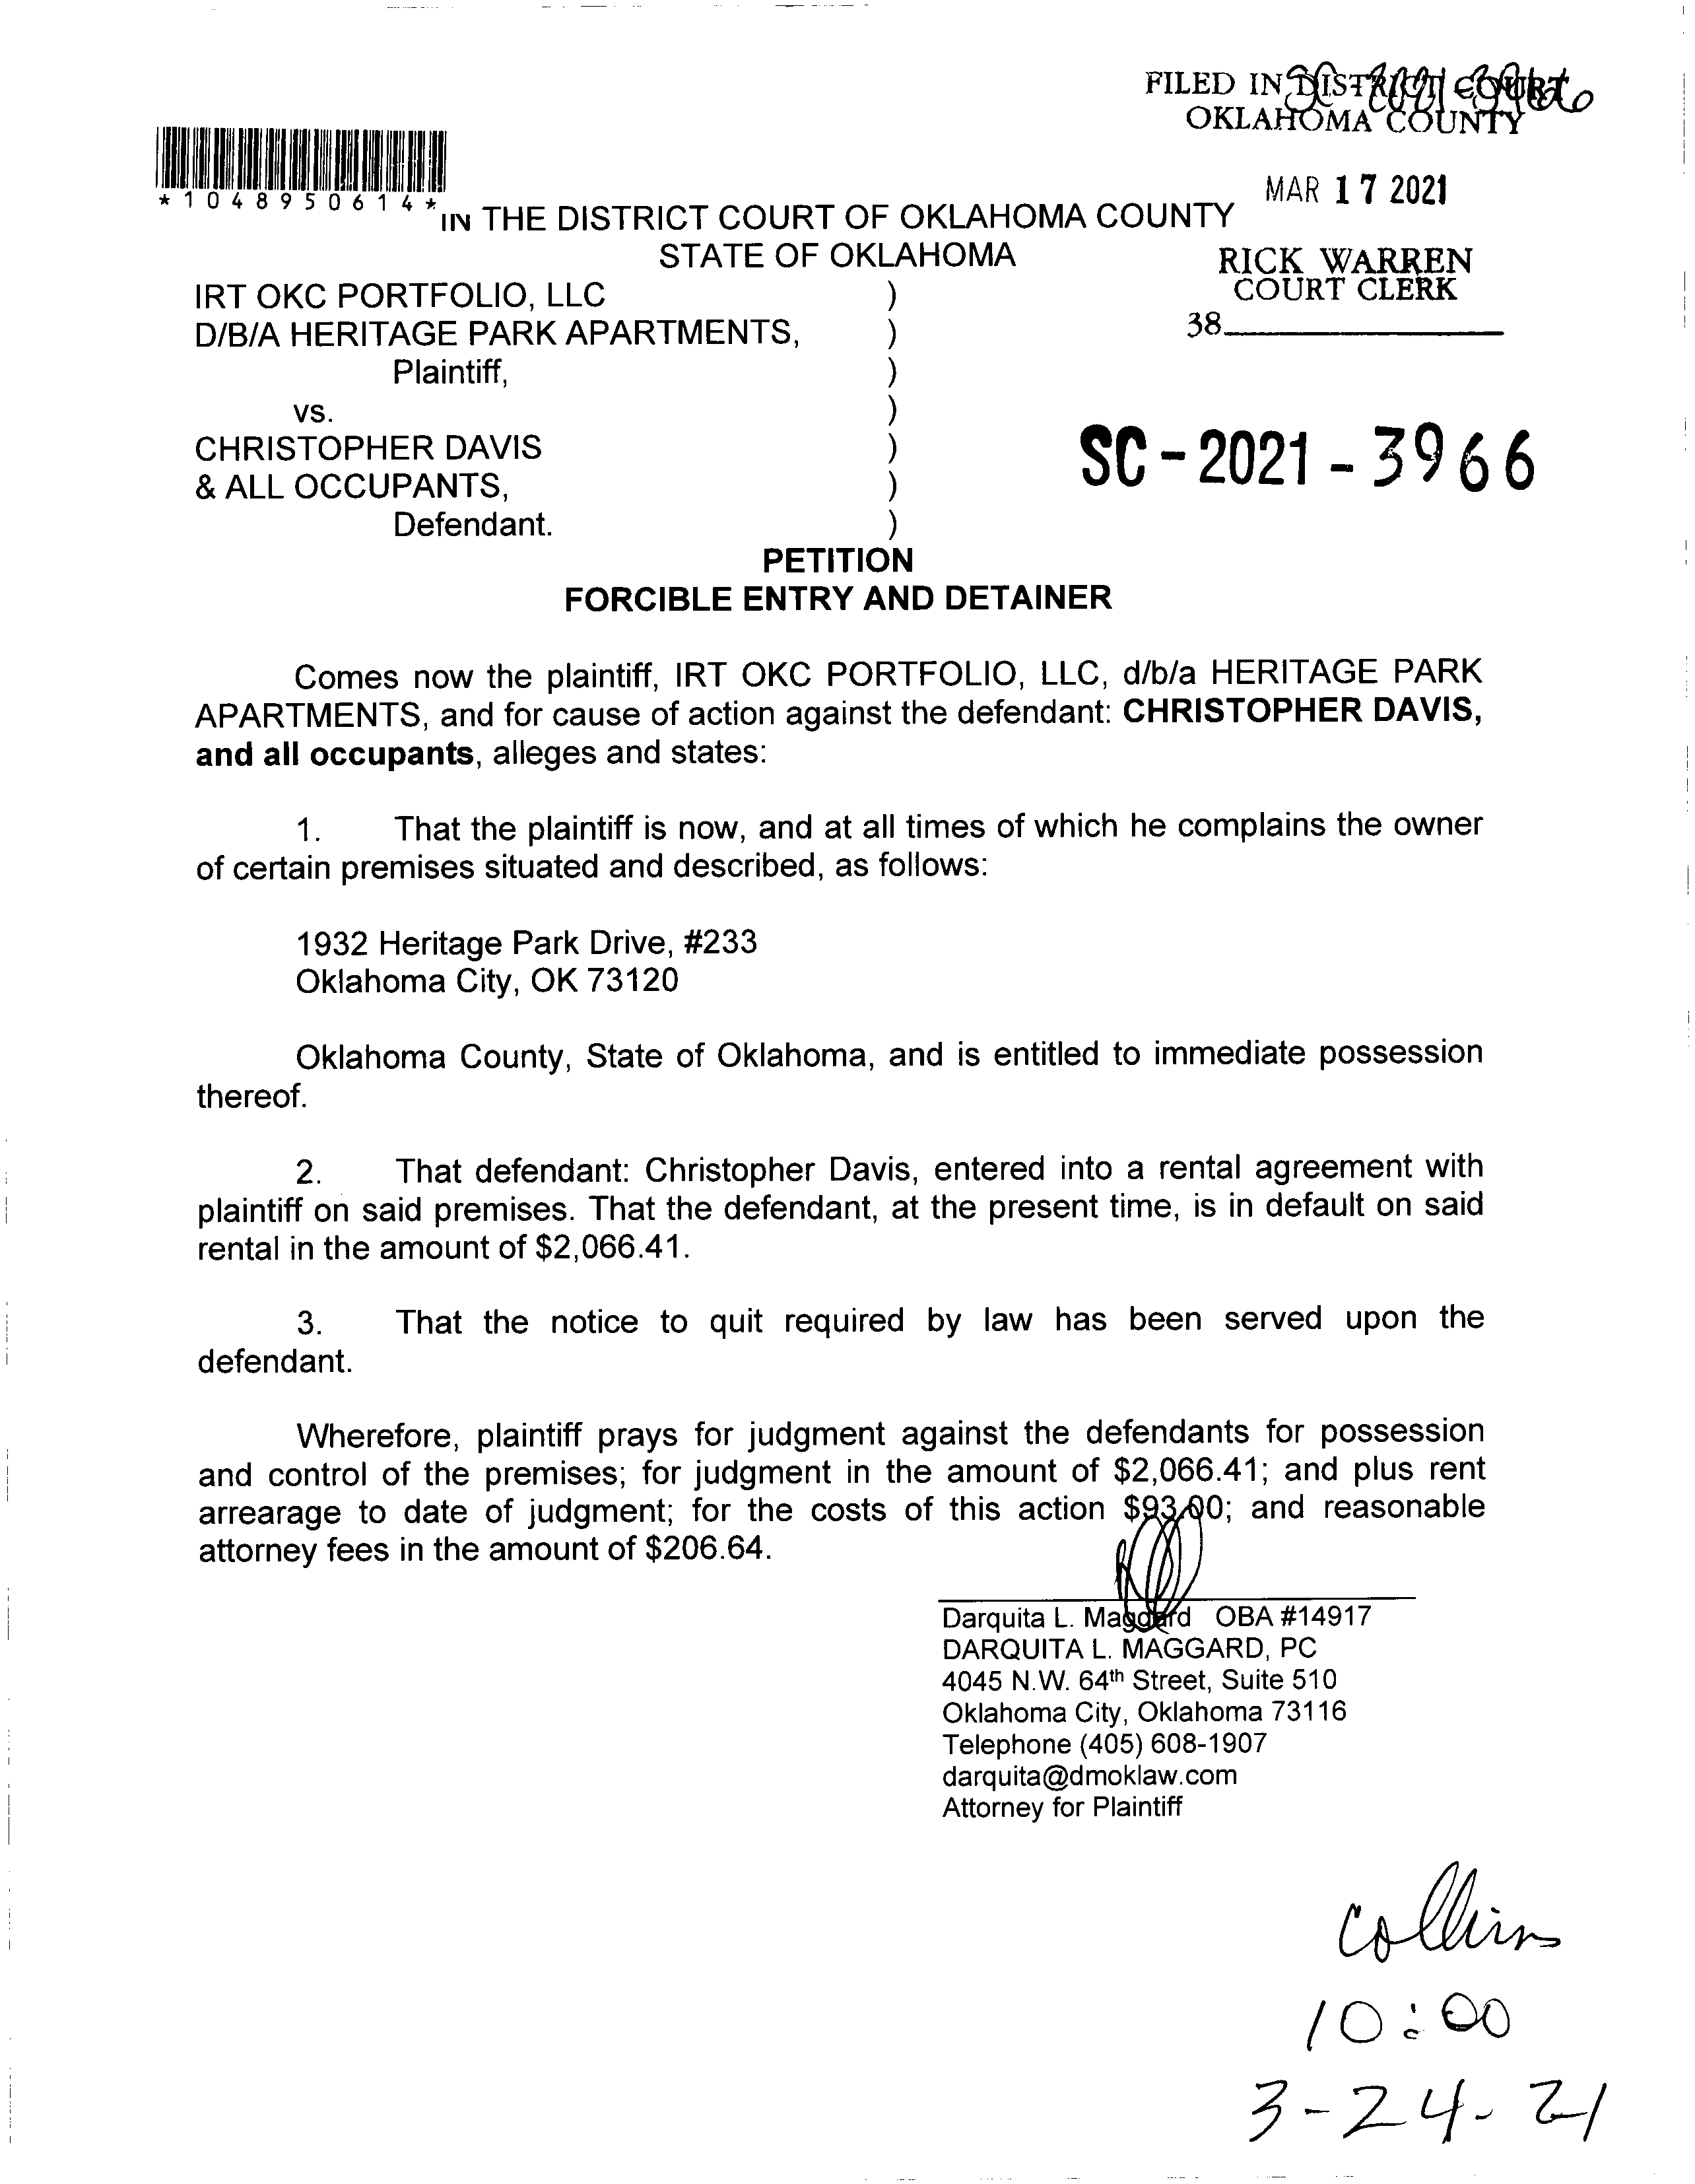 SC-2021-3966
FILED IN DISTRICT COURT
OKLAHOMA COUNTY
MAR 17 2021
RICK WARREN
COURT CLERK
38
*1048950614*
IN THE DISTRICT COURT OF OKLAHOMA COUNTY
STATE OF OKLAHOMA
IRT OKC PORTFOLIO, LLC )
D/B/A HERITAGE PARK APARTMENTS, )
Plaintiff, )
vs. )
CHRISTOPHER DAVIS )
& ALL OCCUPANTS, )
Defendant. )
SC-2021-3966
PETITION
FORCIBLE ENTRY AND DETAINER
Comes now the plaintiff, IRT OKC PORTFOLIO, LLC, d/b/a HERITAGE PARK
APARTMENTS, and for cause of action against the defendant: CHRISTOPHER DAVIS,
and all occupants, alleges and states:
1. That the plaintiff is now, and at all times of which he complains the owner
of certain premises situated and described, as follows:
1932 Heritage Park Drive, #233
Oklahoma City, OK 73120
Oklahoma County, State of Oklahoma, and is entitled to immediate possession
thereof.
2. That defendant: Christopher Davis, entered into a rental agreement with
plaintiff on said premises. That the defendant, at the present time, is in default on said
rental in the amount of $2,066.41.
3. That the notice to quit required by law has been served upon the
defendant.
Wherefore, plaintiff prays for judgment against the defendants for possession
and control of the premises; for judgment in the amount of $2,066.41; and plus rent
arrearage to date of judgment; for the costs of this action $93.00; and reasonable
attorney fees in the amount of $206.64.
Darquita L. Maggard OBA #14917
DARQUITA L. MAGGARD, PC
4045 N.W. 64th Street, Suite 510
Oklahoma City, Oklahoma 73116
Telephone (405) 608-1907
darquita@dmoklaw.com
Attorney for Plaintiff
Collins
10:00
3-24-21